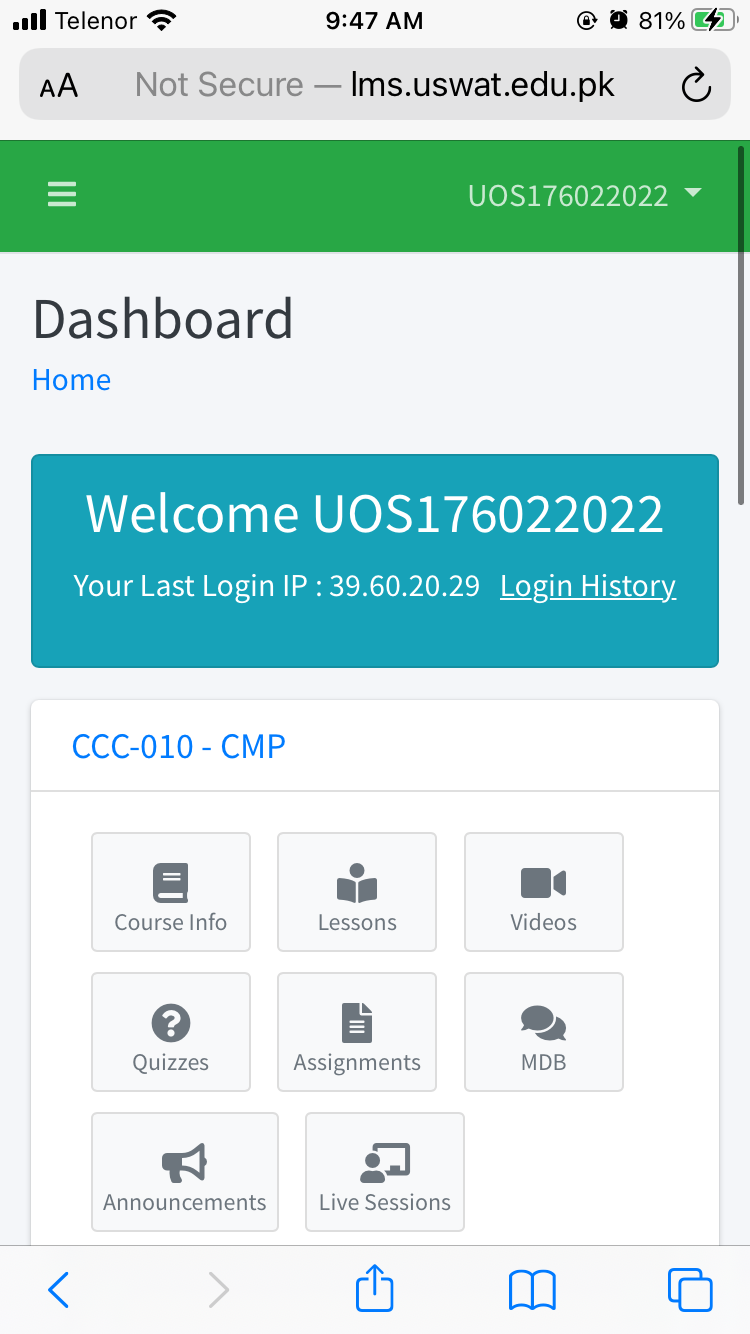 Telenor 9:47 AM 81%
AA Not Secure — lms.uswat.edu.pk
UOS176022022
Dashboard
Home
Welcome UOS176022022
Your Last Login IP : 39.60.20.29 Login History
CCC-010 - CMP
Course Info Lessons Videos
Quizzes Assignments MDB
Announcements Live Sessions